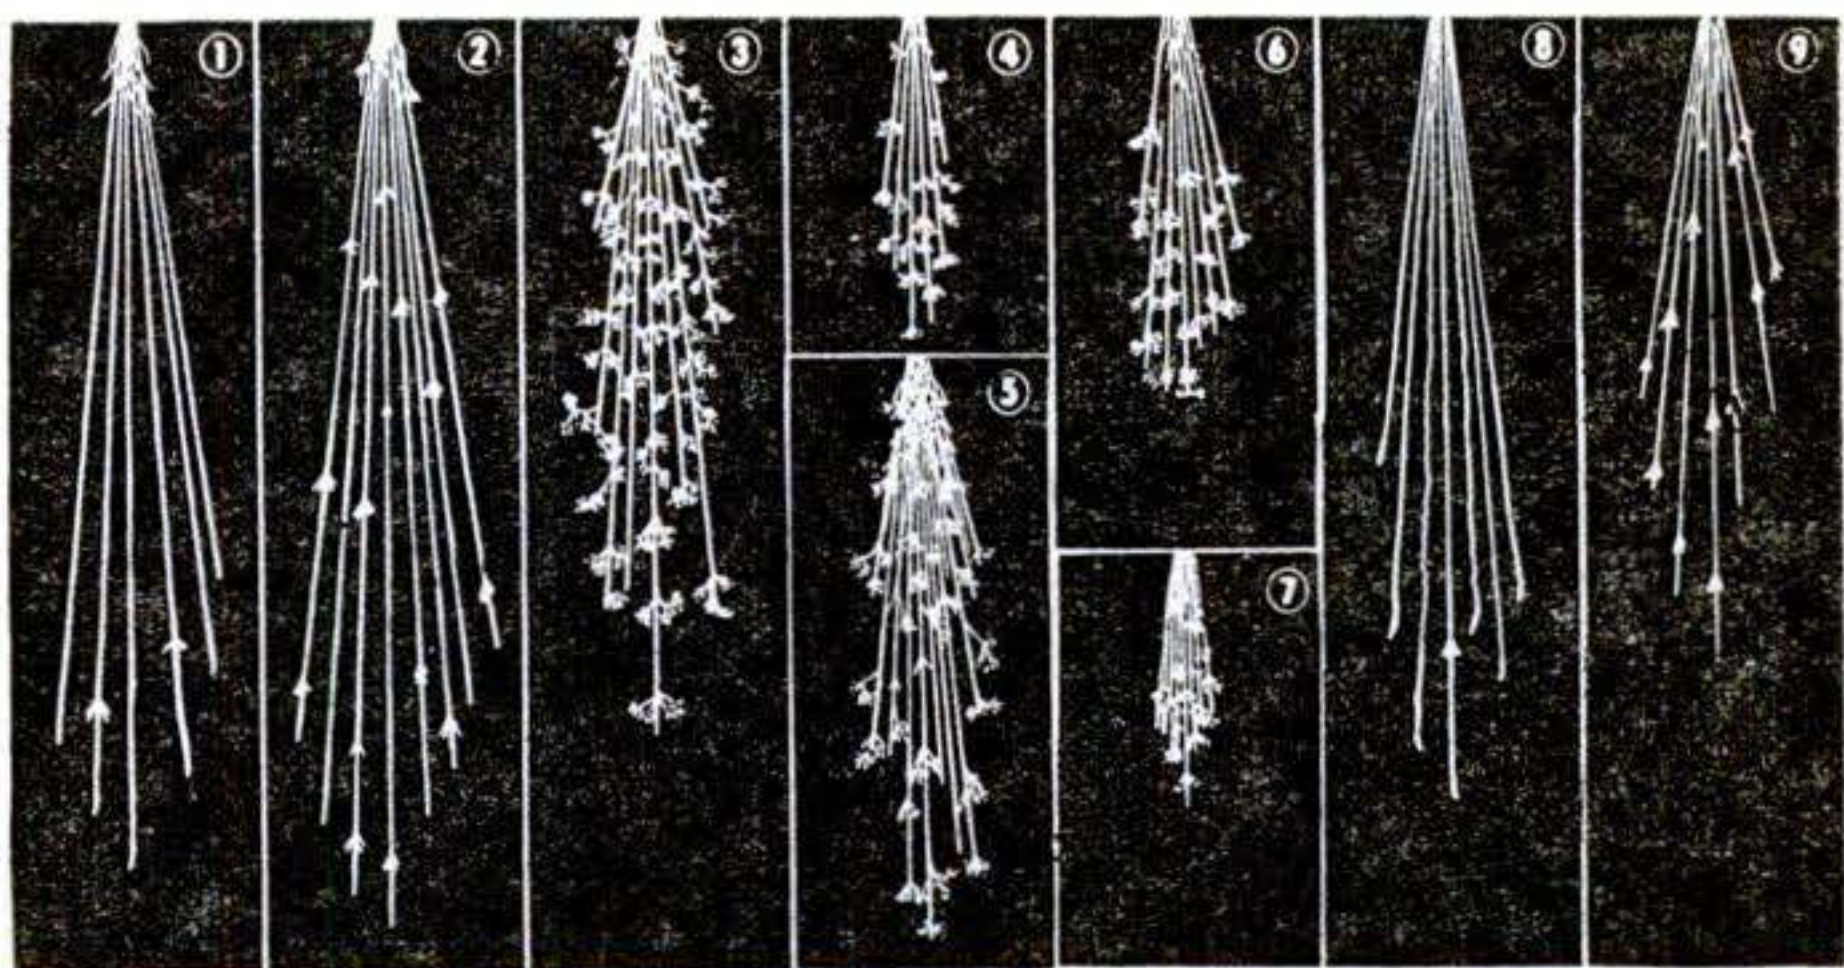 ① ② ③ ④ ⑥ ⑧ ⑨
⑤
⑦